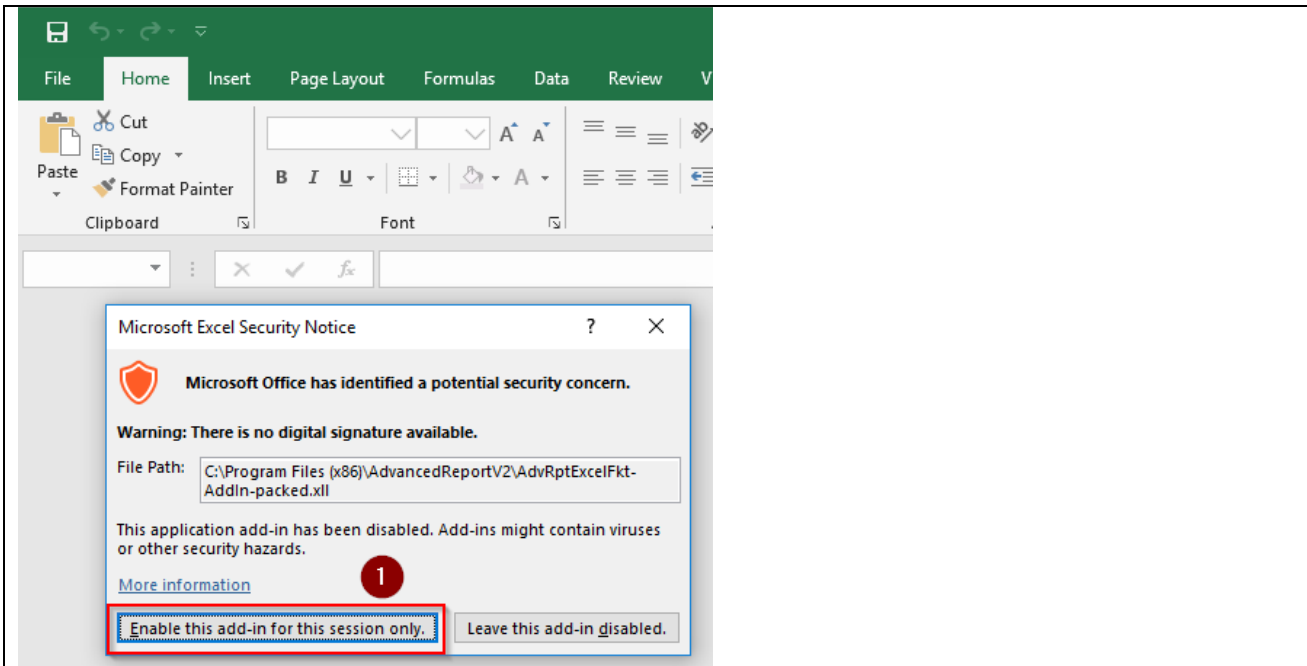 File Home Insert Page Layout Formulas Data Review V
Cut
Copy
Paste
Format Painter
B I U A
Clipboard Font
fx
Microsoft Excel Security Notice ?
Microsoft Office has identified a potential security concern.
Warning: There is no digital signature available.
File Path: C:\Program Files (x86)\AdvancedReportV2\AdvRptExcelFkt-
AddIn-packed.xll
This application add-in has been disabled. Add-ins might contain viruses
or other security hazards.
More information
1
Enable this add-in for this session only. Leave this add-in disabled.